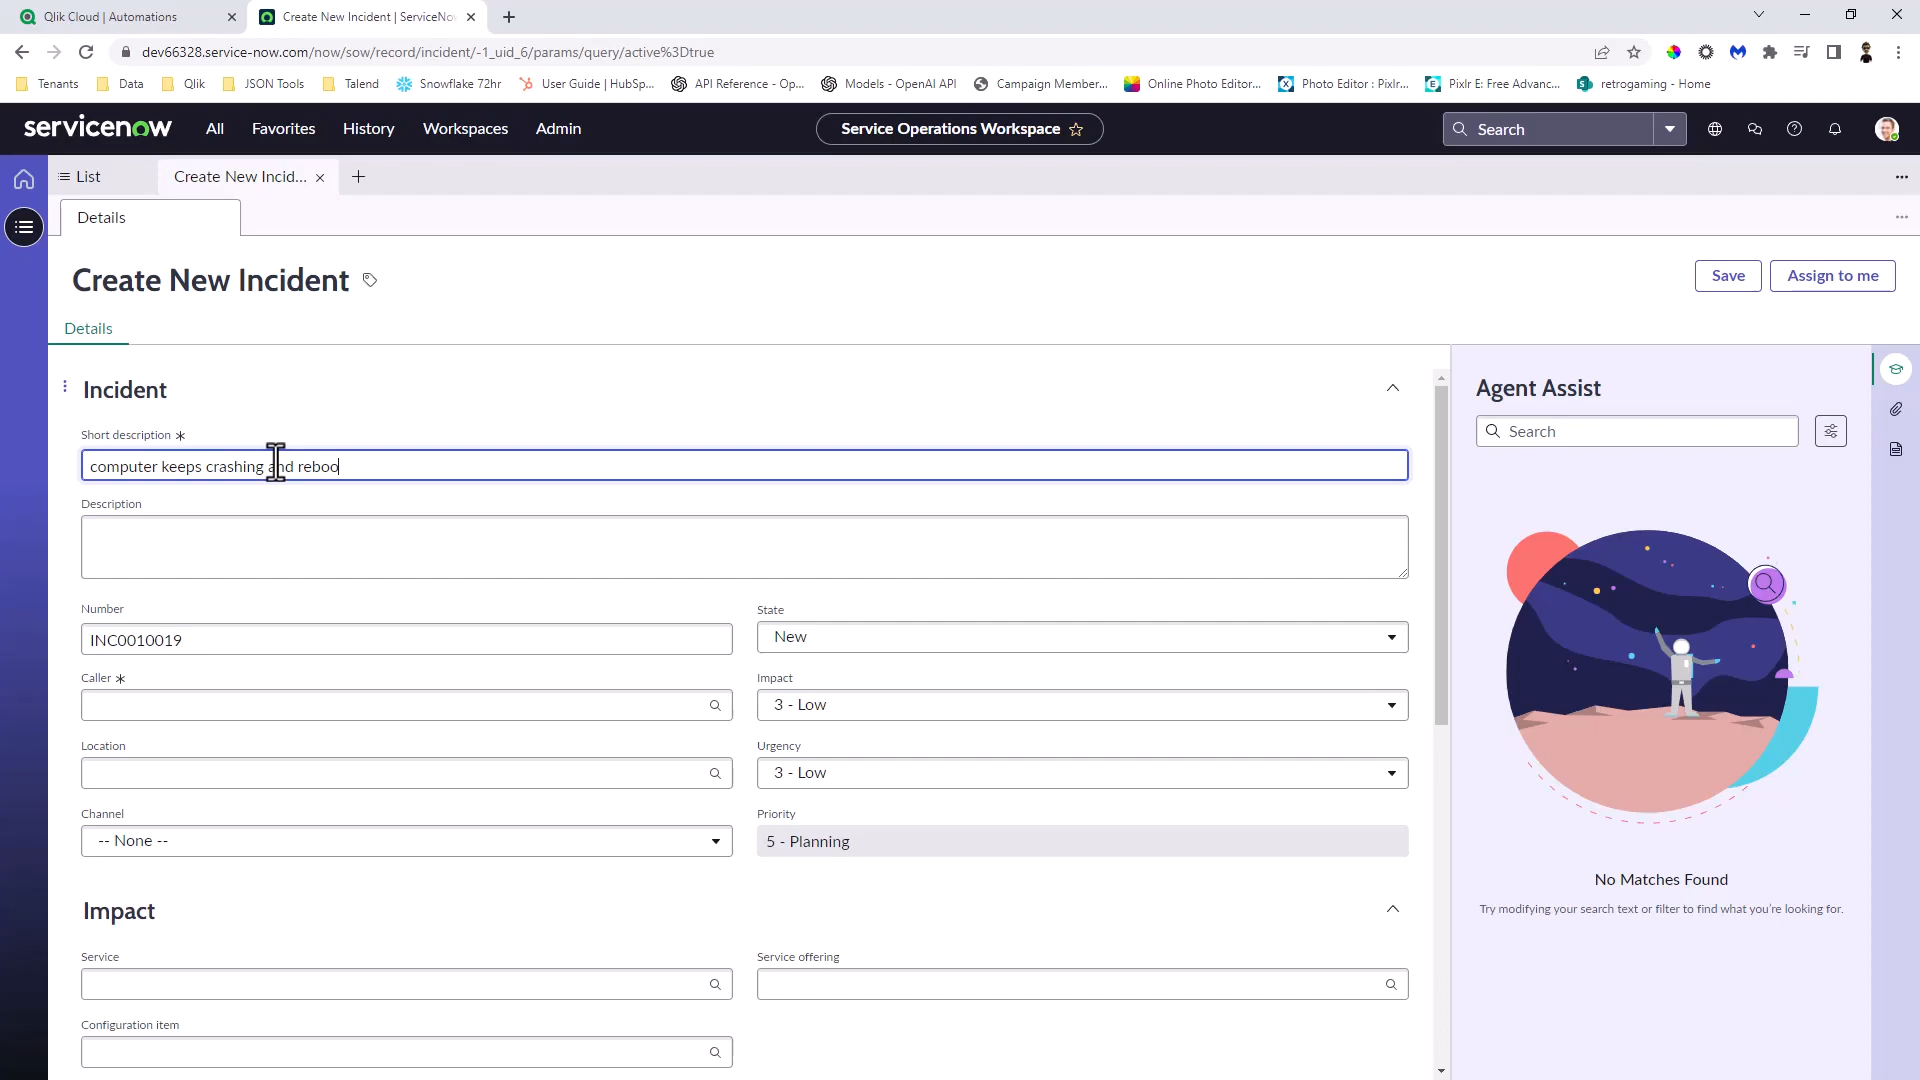 Qlik Cloud | Automations
Create New Incident | ServiceNo
dev66328.service-now.com/now/sow/record/incident/-1_uid_6/params/query/active%3Dtrue
Tenants Data Qlik JSON Tools Talend Snowflake 72hr User Guide | HubSp... API Reference - Op... Models - OpenAI API Campaign Member... Online Photo Editor... Photo Editor : Pixlr... Pixlr E: Free Advanc... retrogaming - Home
servicenow All Favorites History Workspaces Admin Service Operations Workspace Search
List Create New Incid...
Details
Create New Incident
Save Assign to me
Details
Incident
Short description
computer keeps crashing and reboo
Description
Number
INC0010019
State
New
Caller
Impact
3 - Low
Location
Urgency
3 - Low
Channel
-- None --
Priority
5 - Planning
Impact
Service
Service offering
Configuration item
Agent Assist
Search
No Matches Found
Try modifying your search text or filter to find what you're looking for.